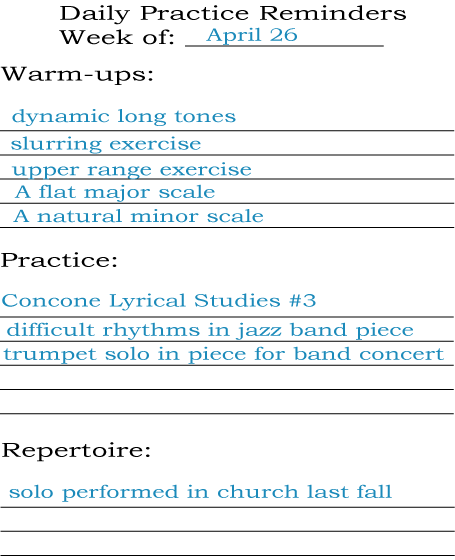 Daily Practice Reminders
Week of: April 26
Warm-ups:
dynamic long tones
slurring exercise
upper range exercise
A flat major scale
A natural minor scale
Practice:
Concone Lyrical Studies #3
difficult rhythms in jazz band piece
trumpet solo in piece for band concert
Repertoire:
solo performed in church last fall